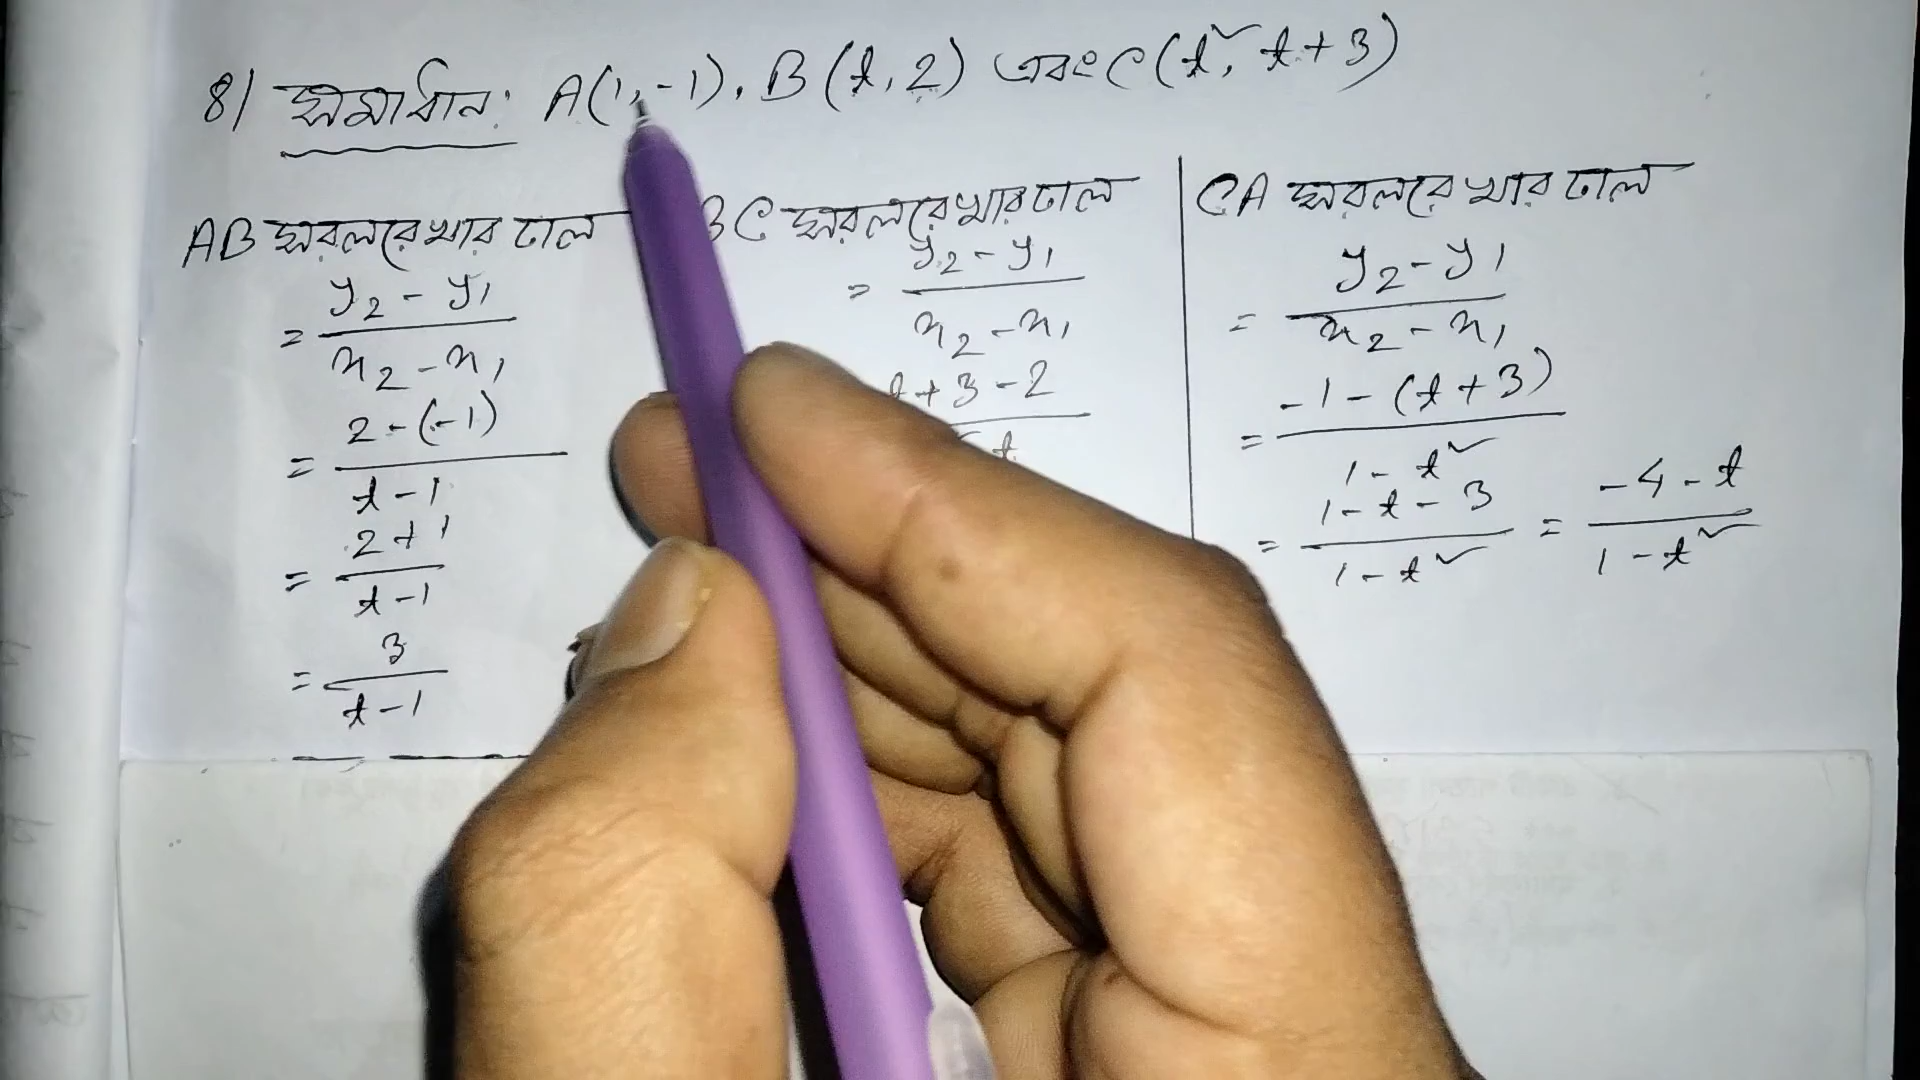 8| সমাধান: A(1,-1), B(t,2) এবং C(t², t+3)
AB সরলরেখার ঢাল
= y₂-y₁ / x₂-x₁
= 2-(-1) / t-1
= 2+1 / t-1
= 3 / t-1
BC সরলরেখার ঢাল
= y₂-y₁ / x₂-x₁
t+3-2
t
CA সরলরেখার ঢাল
= y₂-y₁ / x₂-x₁
= -1-(t+3) / 1-t²
= 1-t-3 / 1-t² = -4-t / 1-t²